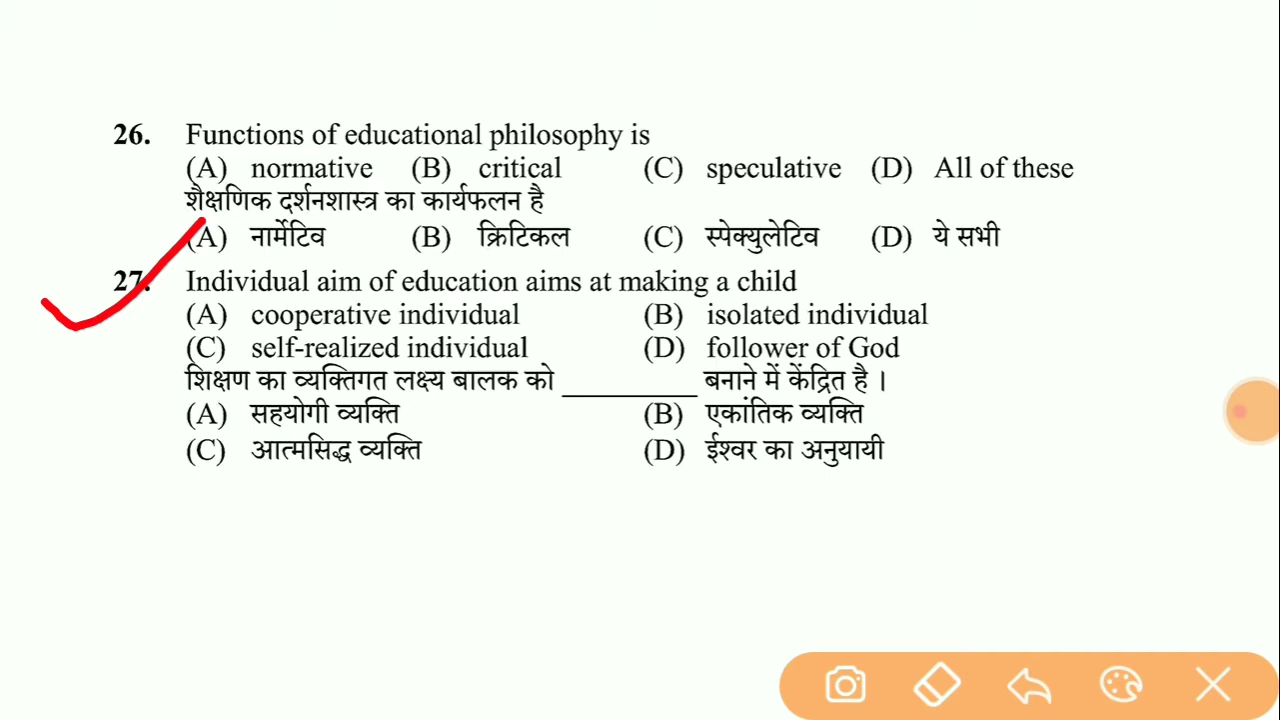 26. Functions of educational philosophy is
(A) normative (B) critical (C) speculative (D) All of these
शैक्षणिक दर्शनशास्त्र का कार्यफलन है
(A) नार्मेटिव (B) क्रिटिकल (C) स्पेक्युलेटिव (D) ये सभी
27. Individual aim of education aims at making a child
(A) cooperative individual (B) isolated individual
(C) self-realized individual (D) follower of God
शिक्षण का व्यक्तिगत लक्ष्य बालक को _________ बनाने में केंद्रित है ।
(A) सहयोगी व्यक्ति (B) एकांतिक व्यक्ति
(C) आत्मसिद्ध व्यक्ति (D) ईश्वर का अनुयायी